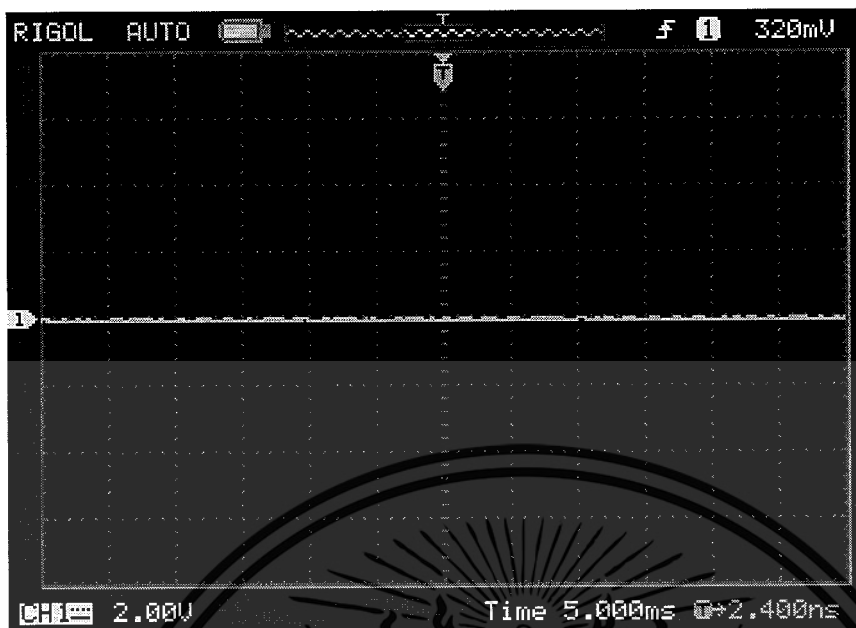 RIGOL AUTO T 1 320mV
T
1
CH1 2.00V Time 5.000ms T→2.400ns